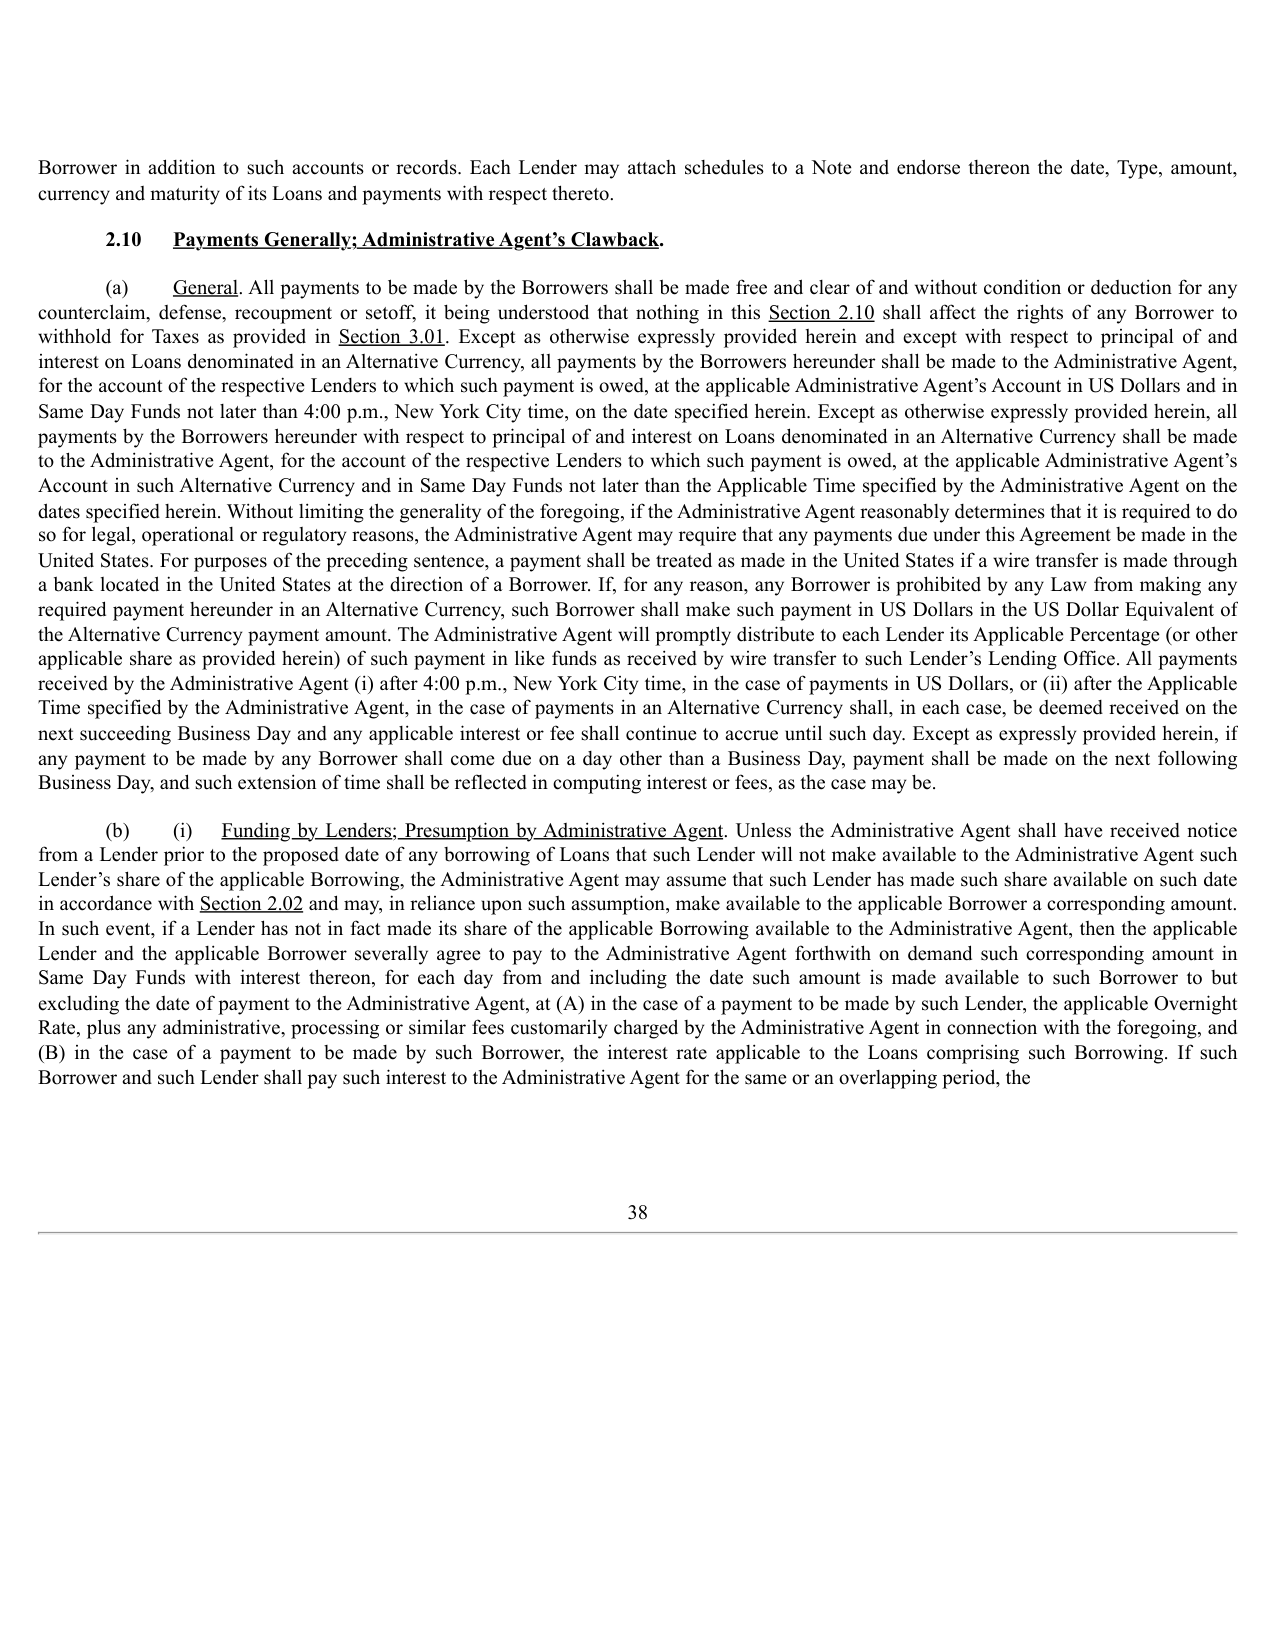 Borrower in addition to such accounts or records. Each Lender may attach schedules to a Note and endorse thereon the date, Type, amount,
currency and maturity of its Loans and payments with respect thereto.
2.10 Payments Generally; Administrative Agent’s Clawback.
(a) General. All payments to be made by the Borrowers shall be made free and clear of and without condition or deduction for any
counterclaim, defense, recoupment or setoff, it being understood that nothing in this Section 2.10 shall affect the rights of any Borrower to
withhold for Taxes as provided in Section 3.01. Except as otherwise expressly provided herein and except with respect to principal of and
interest on Loans denominated in an Alternative Currency, all payments by the Borrowers hereunder shall be made to the Administrative Agent,
for the account of the respective Lenders to which such payment is owed, at the applicable Administrative Agent’s Account in US Dollars and in
Same Day Funds not later than 4:00 p.m., New York City time, on the date specified herein. Except as otherwise expressly provided herein, all
payments by the Borrowers hereunder with respect to principal of and interest on Loans denominated in an Alternative Currency shall be made
to the Administrative Agent, for the account of the respective Lenders to which such payment is owed, at the applicable Administrative Agent’s
Account in such Alternative Currency and in Same Day Funds not later than the Applicable Time specified by the Administrative Agent on the
dates specified herein. Without limiting the generality of the foregoing, if the Administrative Agent reasonably determines that it is required to do
so for legal, operational or regulatory reasons, the Administrative Agent may require that any payments due under this Agreement be made in the
United States. For purposes of the preceding sentence, a payment shall be treated as made in the United States if a wire transfer is made through
a bank located in the United States at the direction of a Borrower. If, for any reason, any Borrower is prohibited by any Law from making any
required payment hereunder in an Alternative Currency, such Borrower shall make such payment in US Dollars in the US Dollar Equivalent of
the Alternative Currency payment amount. The Administrative Agent will promptly distribute to each Lender its Applicable Percentage (or other
applicable share as provided herein) of such payment in like funds as received by wire transfer to such Lender’s Lending Office. All payments
received by the Administrative Agent (i) after 4:00 p.m., New York City time, in the case of payments in US Dollars, or (ii) after the Applicable
Time specified by the Administrative Agent, in the case of payments in an Alternative Currency shall, in each case, be deemed received on the
next succeeding Business Day and any applicable interest or fee shall continue to accrue until such day. Except as expressly provided herein, if
any payment to be made by any Borrower shall come due on a day other than a Business Day, payment shall be made on the next following
Business Day, and such extension of time shall be reflected in computing interest or fees, as the case may be.
(b) (i) Funding by Lenders; Presumption by Administrative Agent. Unless the Administrative Agent shall have received notice
from a Lender prior to the proposed date of any borrowing of Loans that such Lender will not make available to the Administrative Agent such
Lender’s share of the applicable Borrowing, the Administrative Agent may assume that such Lender has made such share available on such date
in accordance with Section 2.02 and may, in reliance upon such assumption, make available to the applicable Borrower a corresponding amount.
In such event, if a Lender has not in fact made its share of the applicable Borrowing available to the Administrative Agent, then the applicable
Lender and the applicable Borrower severally agree to pay to the Administrative Agent forthwith on demand such corresponding amount in
Same Day Funds with interest thereon, for each day from and including the date such amount is made available to such Borrower to but
excluding the date of payment to the Administrative Agent, at (A) in the case of a payment to be made by such Lender, the applicable Overnight
Rate, plus any administrative, processing or similar fees customarily charged by the Administrative Agent in connection with the foregoing, and
(B) in the case of a payment to be made by such Borrower, the interest rate applicable to the Loans comprising such Borrowing. If such
Borrower and such Lender shall pay such interest to the Administrative Agent for the same or an overlapping period, the
38